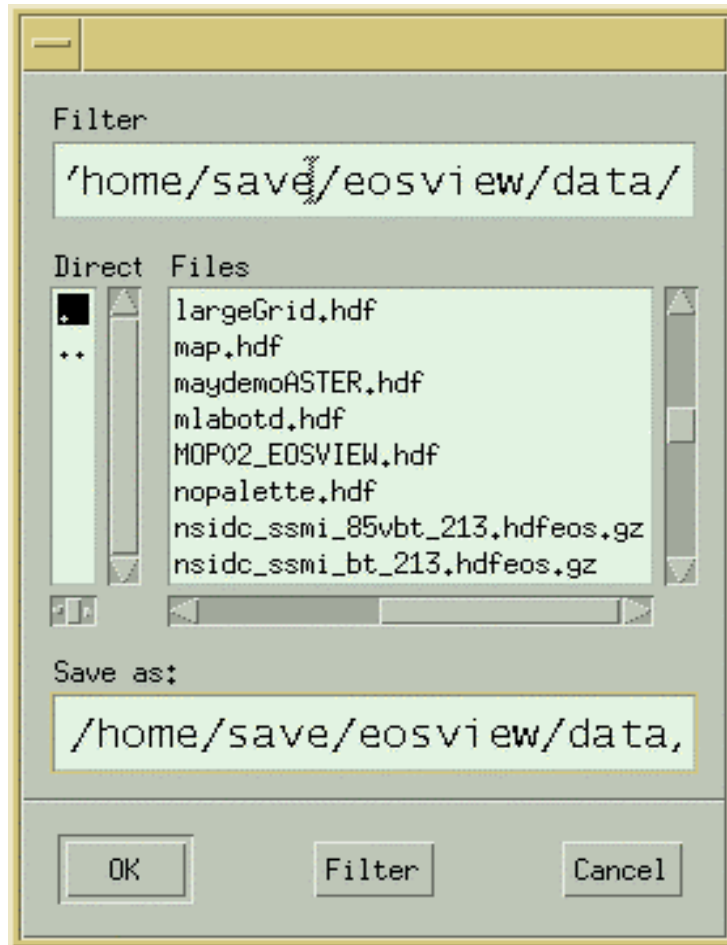 Filter
/home/save/eosview/data/
Direct Files
.
..
largeGrid.hdf
map.hdf
maydemoASTER.hdf
mlabotd.hdf
MOP02_EOSVIEW.hdf
nopalette.hdf
nsidc_ssmi_85vbt_213.hdfeos.gz
nsidc_ssmi_bt_213.hdfeos.gz
Save as:
/home/save/eosview/data/
OK Filter Cancel